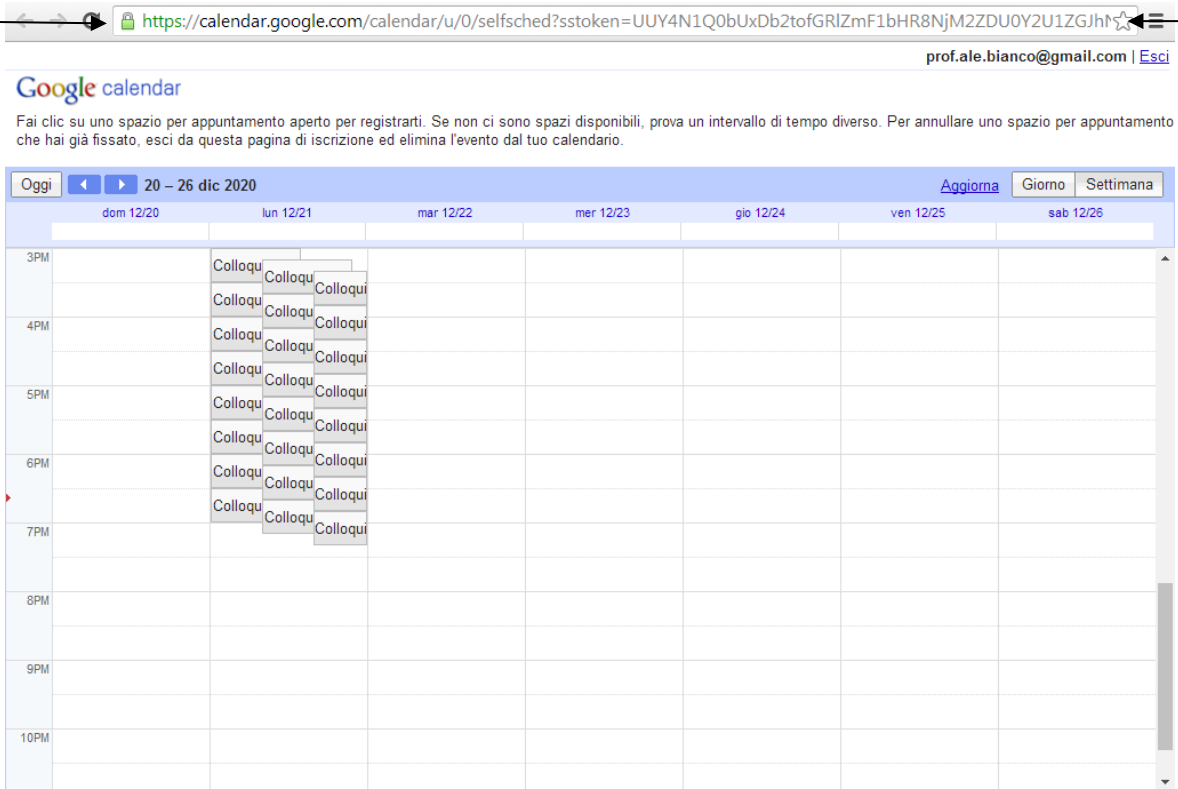 https://calendar.google.com/calendar/u/0/selfsched?sstoken=UUY4N1Q0bUxDb2tofGRlZmF1bHR8NjM2ZDU0Y2U1ZGJhN
prof.ale.bianco@gmail.com | Esci
Google calendar
Fai clic su uno spazio per appuntamento aperto per registrarti. Se non ci sono spazi disponibili, prova un intervallo di tempo diverso. Per annullare uno spazio per appuntamento
che hai già fissato, esci da questa pagina di iscrizione ed elimina l'evento dal tuo calendario.
Oggi 20 – 26 dic 2020 Aggiorna Giorno Settimana
dom 12/20 lun 12/21 mar 12/22 mer 12/23 gio 12/24 ven 12/25 sab 12/26
3PM
Colloqu Colloqu Colloqui
Colloqu Colloqu Colloqui
4PM
Colloqu Colloqu Colloqui
Colloqu Colloqu Colloqui
5PM
Colloqu Colloqu Colloqui
Colloqu Colloqu Colloqui
6PM
Colloqu Colloqu Colloqui
Colloqu Colloqu Colloqui
7PM
8PM
9PM
10PM